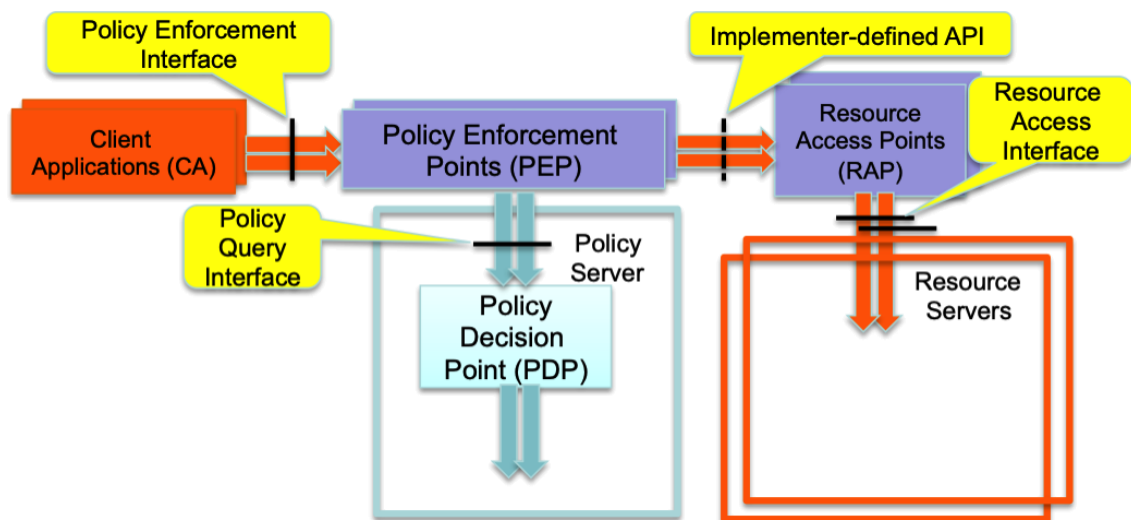 Policy Enforcement
Interface
Implementer-defined API
Client
Applications (CA)
Policy Enforcement
Points (PEP)
Resource
Access Points
(RAP)
Resource
Access
Interface
Policy
Query
Interface
Policy
Server
Policy
Decision
Point (PDP)
Resource
Servers